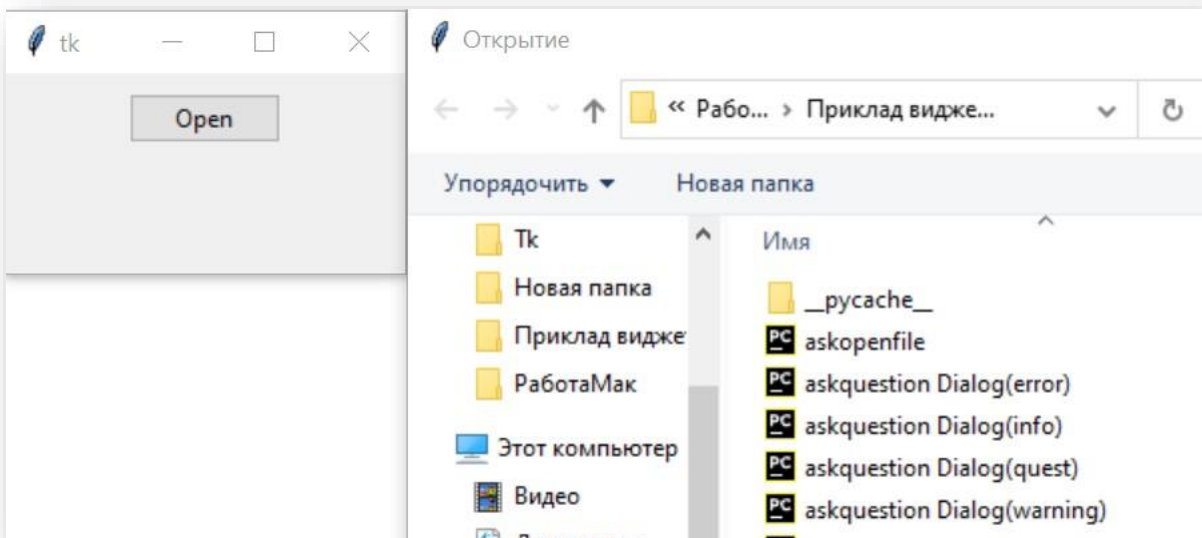 tk
Open
Открытие
« Рабо... › Приклад видже...
Упорядочить
Новая папка
Tk
Новая папка
Приклад виджет
РаботаМак
Этот компьютер
Видео
Имя
__pycache__
askopenfile
askquestion Dialog(error)
askquestion Dialog(info)
askquestion Dialog(quest)
askquestion Dialog(warning)